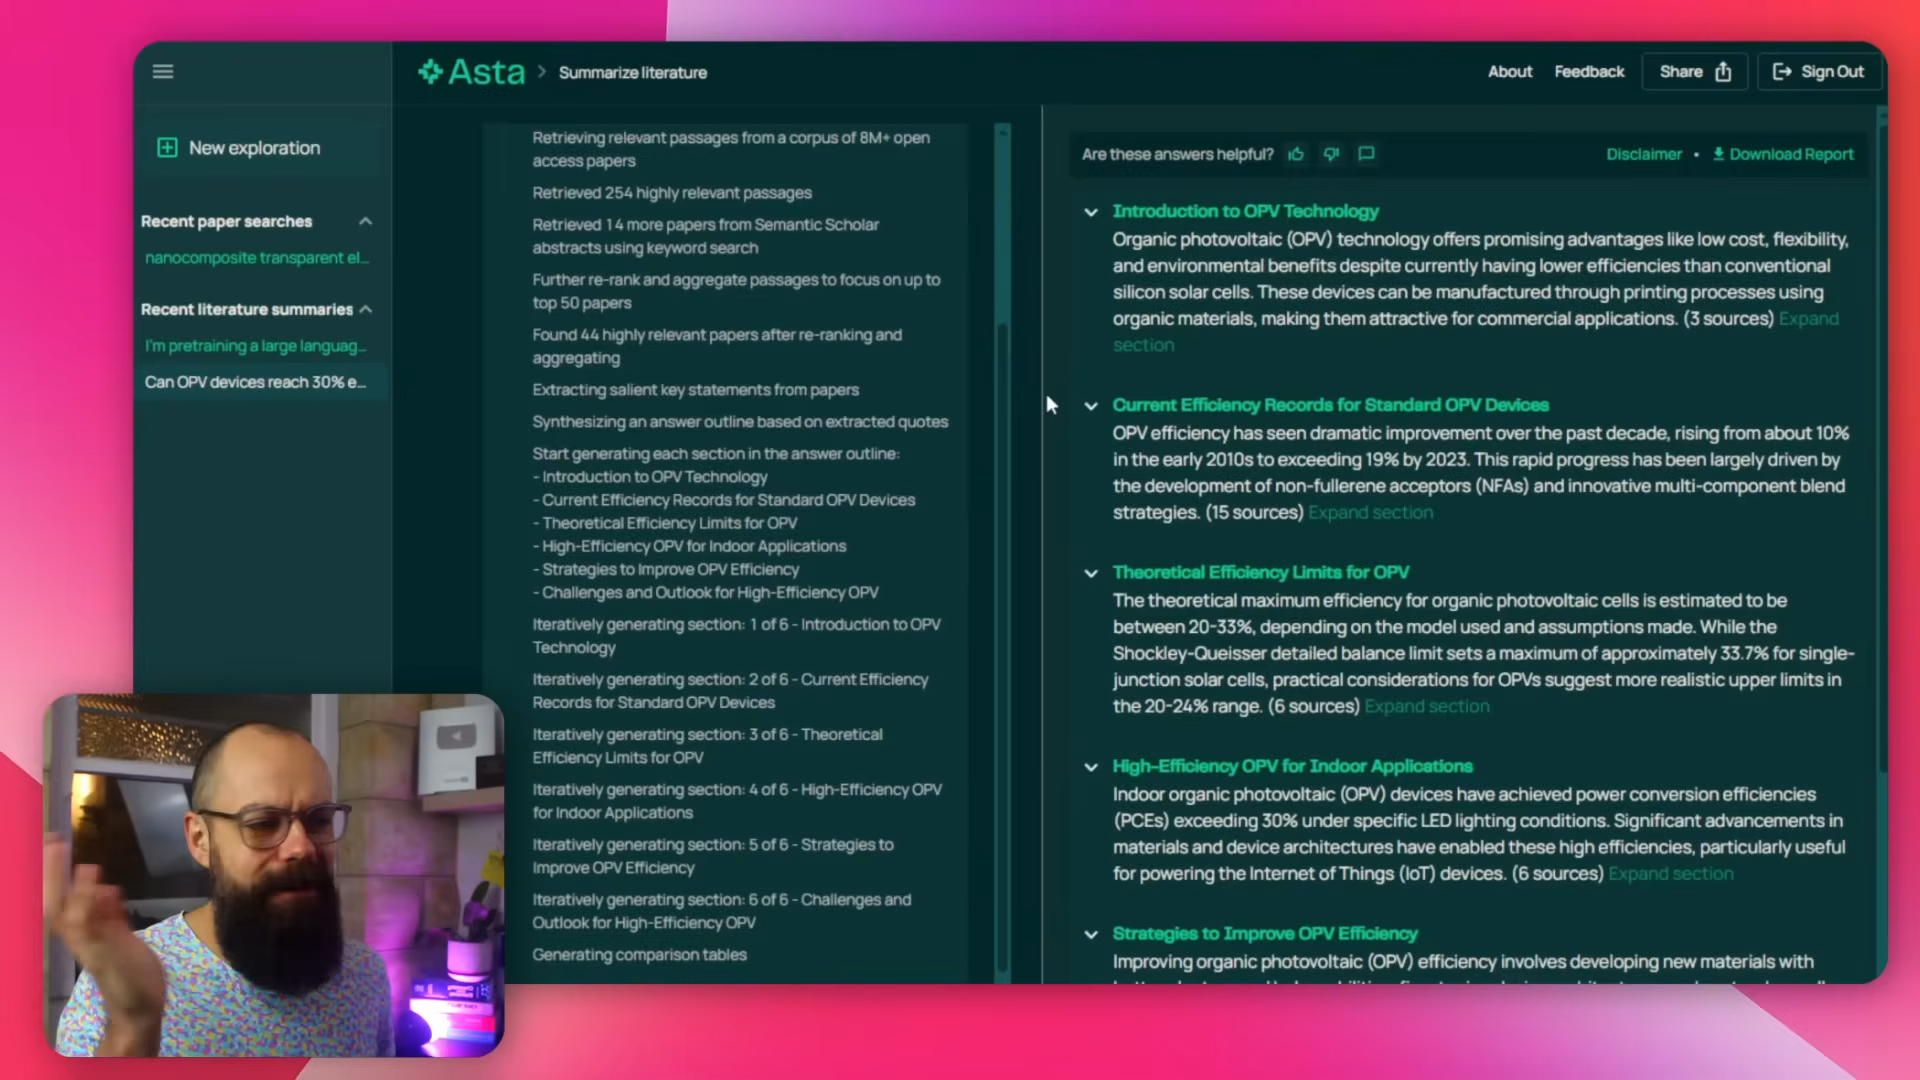 Asta
Summarize literature
About
Feedback
Share
Sign Out
New exploration
Recent paper searches
nanocomposite transparent el...
Recent literature summaries
I'm pretraining a large languag...
Can OPV devices reach 30% e...
Retrieving relevant passages from a corpus of 8M+ open
access papers
Retrieved 254 highly relevant passages
Retrieved 14 more papers from Semantic Scholar
abstracts using keyword search
Further re-rank and aggregate passages to focus on up to
top 50 papers
Found 44 highly relevant papers after re-ranking and
aggregating
Extracting salient key statements from papers
Synthesizing an answer outline based on extracted quotes
Start generating each section in the answer outline:
- Introduction to OPV Technology
- Current Efficiency Records for Standard OPV Devices
- Theoretical Efficiency Limits for OPV
- High-Efficiency OPV for Indoor Applications
- Strategies to Improve OPV Efficiency
- Challenges and Outlook for High-Efficiency OPV
Iteratively generating section: 1 of 6 - Introduction to OPV
Technology
Iteratively generating section: 2 of 6 - Current Efficiency
Records for Standard OPV Devices
Iteratively generating section: 3 of 6 - Theoretical
Efficiency Limits for OPV
Iteratively generating section: 4 of 6 - High-Efficiency OPV
for Indoor Applications
Iteratively generating section: 5 of 6 - Strategies to
Improve OPV Efficiency
Iteratively generating section: 6 of 6 - Challenges and
Outlook for High-Efficiency OPV
Generating comparison tables
Are these answers helpful?
Disclaimer • Download Report
Introduction to OPV Technology
Organic photovoltaic (OPV) technology offers promising advantages like low cost, flexibility,
and environmental benefits despite currently having lower efficiencies than conventional
silicon solar cells. These devices can be manufactured through printing processes using
organic materials, making them attractive for commercial applications. (3 sources) Expand
section
Current Efficiency Records for Standard OPV Devices
OPV efficiency has seen dramatic improvement over the past decade, rising from about 10%
in the early 2010s to exceeding 19% by 2023. This rapid progress has been largely driven by
the development of non-fullerene acceptors (NFAs) and innovative multi-component blend
strategies. (15 sources) Expand section
Theoretical Efficiency Limits for OPV
The theoretical maximum efficiency for organic photovoltaic cells is estimated to be
between 20-33%, depending on the model used and assumptions made. While the
Shockley-Queisser detailed balance limit sets a maximum of approximately 33.7% for single-
junction solar cells, practical considerations for OPVs suggest more realistic upper limits in
the 20-24% range. (6 sources) Expand section
High-Efficiency OPV for Indoor Applications
Indoor organic photovoltaic (OPV) devices have achieved power conversion efficiencies
(PCEs) exceeding 30% under specific LED lighting conditions. Significant advancements in
materials and device architectures have enabled these high efficiencies, particularly useful
for powering the Internet of Things (IoT) devices. (6 sources) Expand section
Strategies to Improve OPV Efficiency
Improving organic photovoltaic (OPV) efficiency involves developing new materials with